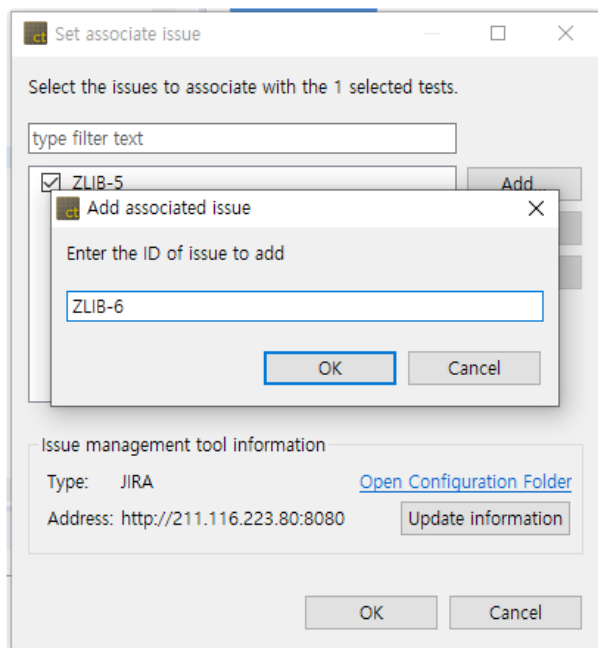 ct Set associate issue
Select the issues to associate with the 1 selected tests.
type filter text
ZLIB-5
Add...
ct Add associated issue
Enter the ID of issue to add
ZLIB-6
OK Cancel
Issue management tool information
Type: JIRA Open Configuration Folder
Address: http://211.116.223.80:8080 Update information
OK Cancel